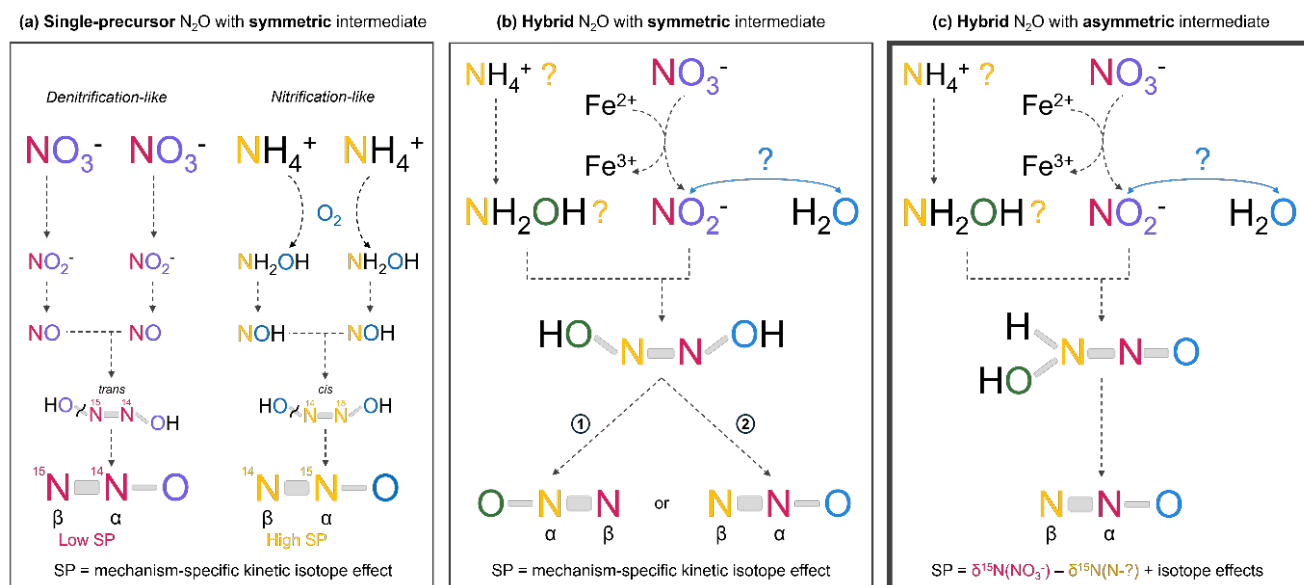 (a) Single-precursor N₂O with symmetric intermediate
Denitrification-like Nitrification-like
NO₃⁻ NO₃⁻ NH₄⁺ NH₄⁺
O₂
NO₂⁻ NO₂⁻ NH₂OH NH₂OH
NO NO NOH NOH
trans cis
HO 15 14 OH HO 14 15 OH
N N N N
15 14 14 15
N N O N N O
β α β α
Low SP High SP
SP = mechanism-specific kinetic isotope effect
(b) Hybrid N₂O with symmetric intermediate
NH₄⁺ ? NO₃⁻
Fe²⁺
Fe³⁺ ?
NH₂OH ? NO₂⁻ H₂O
HO N N OH
① ②
O N N or N N O
α β β α
SP = mechanism-specific kinetic isotope effect
(c) Hybrid N₂O with asymmetric intermediate
NH₄⁺ ? NO₃⁻
Fe²⁺
Fe³⁺ ?
NH₂OH ? NO₂⁻ H₂O
H
N N O
HO
N N O
β α
SP = δ¹⁵N(NO₃⁻) – δ¹⁵N(N-?) + isotope effects